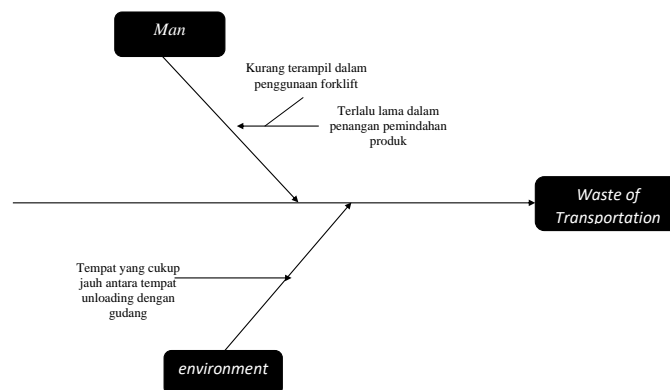 Man
Kurang terampil dalam
penggunaan forklift
Terlalu lama dalam
penangan pemindahan
produk
Waste of
Transportation
Tempat yang cukup
jauh antara tempat
unloading dengan
gudang
environment